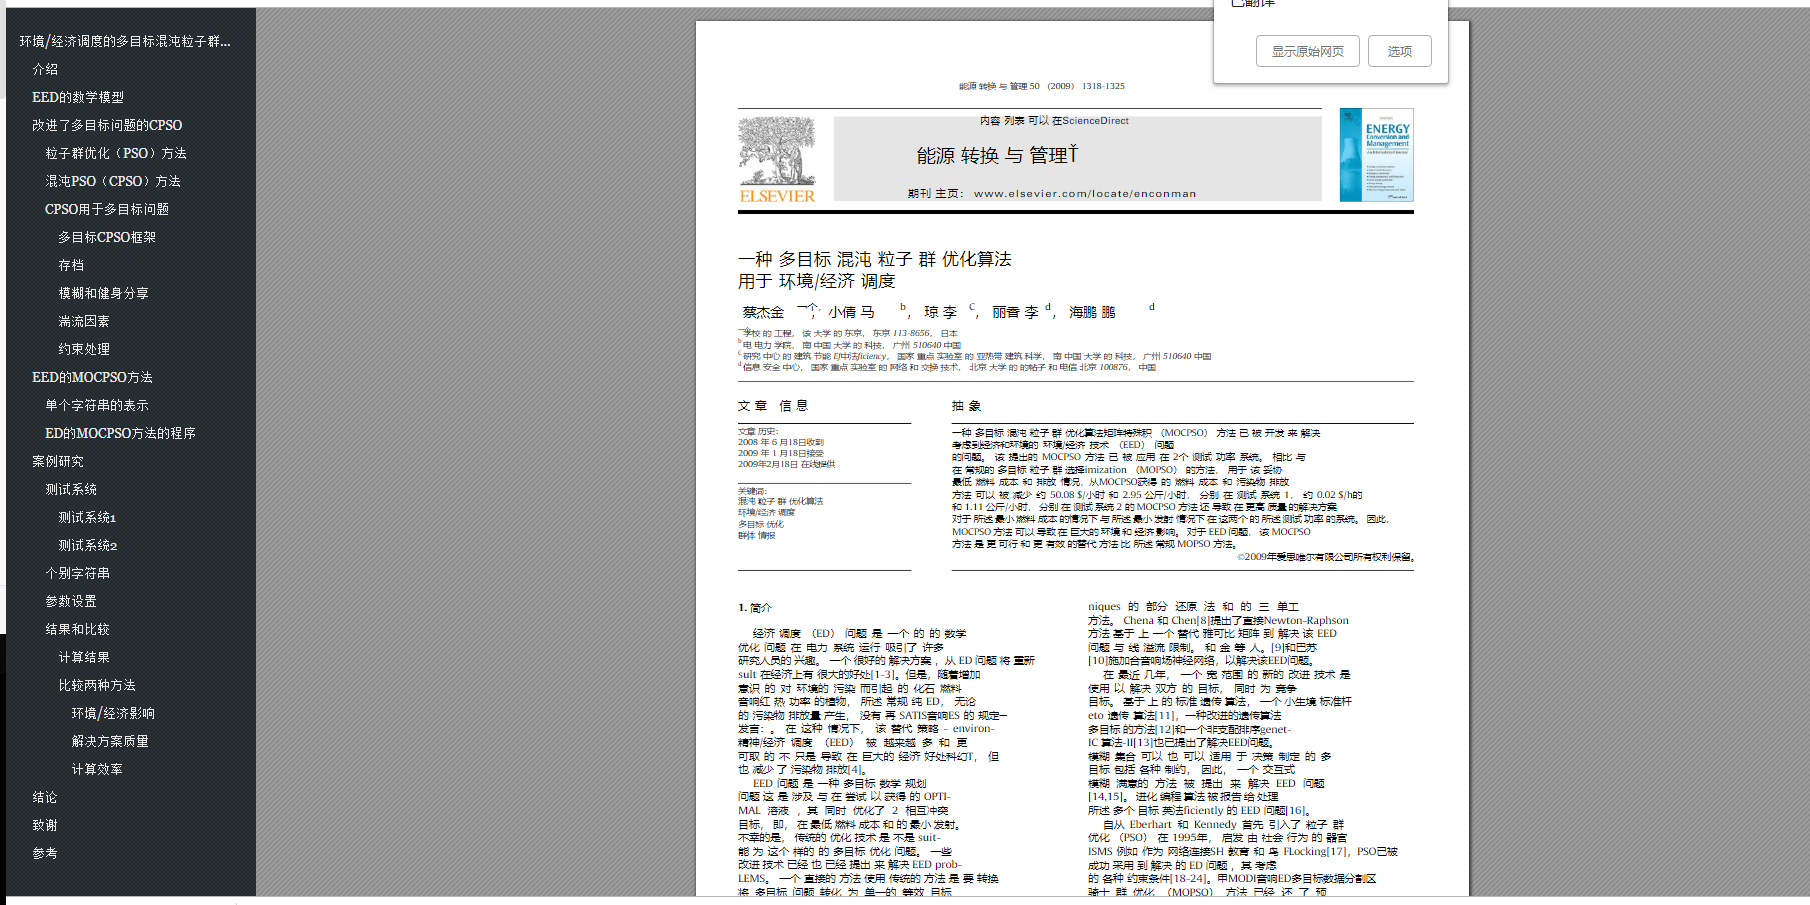 已翻译
显示原始网页 选项
环境/经济调度的多目标混沌粒子群...
介绍
EED的数学模型
改进了多目标问题的CPSO
粒子群优化（PSO）方法
混沌PSO（CPSO）方法
CPSO用于多目标问题
多目标CPSO框架
存档
模糊和健身分享
湍流因素
约束处理
EED的MOCPSO方法
单个字符串的表示
ED的MOCPSO方法的程序
案例研究
测试系统
测试系统1
测试系统2
个别字符串
参数设置
结果和比较
计算结果
比较两种方法
环境/经济影响
解决方案质量
计算效率
结论
致谢
参考
能源 转换 与 管理 50 （2009） 1318-1325
内容 列表 可以 在ScienceDirect
能源 转换 与 管理Ť
期刊 主页： www.elsevier.com/locate/enconman
ELSEVIER
ENERGY
Conversion and
Management
一种 多目标 混沌 粒子 群 优化算法
用于 环境/经济 调度
蔡杰金 一个, 小倩 马 b， 琼 李 C， 丽香 李 d， 海鹏 鹏 d
学校 的 工程， 该 大学 的 东京， 东京 113-8656， 日本
b 电 电力 学院， 南 中国 大学 的 科技， 广州 510640 中国
C 研究 中心 的 建筑 节能 Ef中法ficiency， 国家 重点 实验室 的 亚热带 建筑 科学， 南 中国 大学 的 科技， 广州 510640 中国
d 信息 安全 中心， 国家 重点 实验室 的 网络 和 交换 技术， 北京 大学 的 的帖子 和 电信 北京 100876， 中国
文章 信息
文章 历史：
2008 年 6 月18日收到
2009 年 1 月18日接受
2009年2月18日 在线提供
关键词：
混沌 粒子 群 优化算法
环境/经济 调度
多目标 优化
群体 情报
抽象
一种 多目标 混沌 粒子 群 优化算法矩阵特殊积 （MOCPSO） 方法 已 被 开发 来 解决
考虑到经济和环境的 环境/经济 技术 （EED） 问题
的问题。 该 提出的 MOCPSO 方法 已 被 应用 在 2个 测试 功率 系统。 相比 与
在 常规的 多目标 粒子 群 选择imization （MOPSO） 的方法， 用于 该 妥协
最低 燃料 成本 和 排放 情况，从MOCPSO获得 的 燃料 成本 和 污染物 排放
方法 可以 被 减少 约 50.08 $/小时 和 2.95 公斤/小时， 分别 在 测试 系统 1， 约 0.02 $/h的
和 1.11 公斤/小时， 分别 在 测试 系统 2 的 MOCPSO 方法 还 导致 在 更高 质量 的解决方案
对于 所述 最小 燃料 成本 的情况下 与 所述 最小 发射 情况下 在 这两个 的 所述 测试 功率 的系统。 因此，
MOCPSO 方法 可以 导致 在 巨大的 环境 和 经济 影响。 对于 EED 问题， 该 MOCPSO
方法 是 更 可行 和 更 有效 的替代 方法 比 所述 常规 MOPSO 方法。
©2009年爱思唯尔有限公司所有权利保留。
1. 简介
经济 调度 （ED） 问题 是 一个 的 的 数学
优化 问题 在 电力 系统 运行 吸引了 许多
研究人员的 兴趣。 一个 很好的 解决方案 ，从 ED 问题 将 重新
sult 在经济上有 很大的好处[1-3]。但是，随着增加
意识 的 对 环境的 污染 而引起 的 化石 燃料
音响红 热 功率 的植物， 所述 常规 纯 ED， 无论
的 污染物 排放量 产生， 没有 再 SATIS音响ES 的 规定−
发言：。 在 这种 情况下， 该 替代 策略 - environ-
精神/经济 调度 （EED） 被 越来越 多 和 更
可取 的 不 只是 导致 在 巨大的 经济 好处科幻T， 但
也 减少 了 污染物 排放[4]。
EED 问题 是 一种 多目标 数学 规划
问题 这 是 涉及 与 在 尝试 以 获得 的 OPTI-
MAL 溶液 ，其 同时 优化了 2 相互冲突
目标， 即， 在 最低 燃料 成本 和 的 最小 发射。
不幸的是， 传统的 优化 技术 是 不是 suit-
能 为 这个 样的 的 多目标 优化 问题。 一些
改进 技术 已经 也 已经 提出 来 解决 EED prob-
LEMS。 一个 直接的 方法 使用 传统的 方法 是 要 转换
将 多目标 问题 转化 为 单一的 等效 目标
niques 的 部分 还原 法 和 的 三 单工
方法。 Chena 和 Chen[8]提出了直接Newton-Raphson
方法 基于 上 一个 替代 雅可比 矩阵 到 解决 该 EED
问题 与 线 溢流 限制。 和 金 等 人。[9]和巴苏
[10]施加合音响场神经网络，以解决该EED问题。
在 最近 几年， 一个 宽 范围 的 新的 改进 技术 是
使用 以 解决 双方 的 目标， 同时 为 竞争
目标。 基于 上 的 标准 遗传 算法， 一个 小生境 标准杆
eto 遗传 算法[11]，一种改进的遗传算法
多目标 的方法[12]和一个非支配排序genet-
IC 算法-II[13]也已提出了解决EED问题。
模糊 集合 可以 也 可以 适用 于 决策 制定 的 多
目标 包括 各种 制约， 因此， 一个 交互式
模糊 满意的 方法 被 提出 来 解决 EED 问题
[14,15]。 进化 编程 算法 被 报告 给 处理
所述 多个 目标 英法ficiently 的 EED 问题[16]。
自从 Eberhart 和 Kennedy 首先 引入了 粒子 群
优化 （PSO） 在 1995年， 启发 由 社会 行为 的 器官
ISMS 例如 作为 网络连接SH 教育 和 鸟 FLocking[17]，PSO已被
成功 采用 到 解决 的 ED 问题 ，其 考虑
的 各种 约束条件[18-24]。甲MODI音响ED多目标数据分割区
骑士 群 优化 （MOPSO） 方法 已经 还 了 预